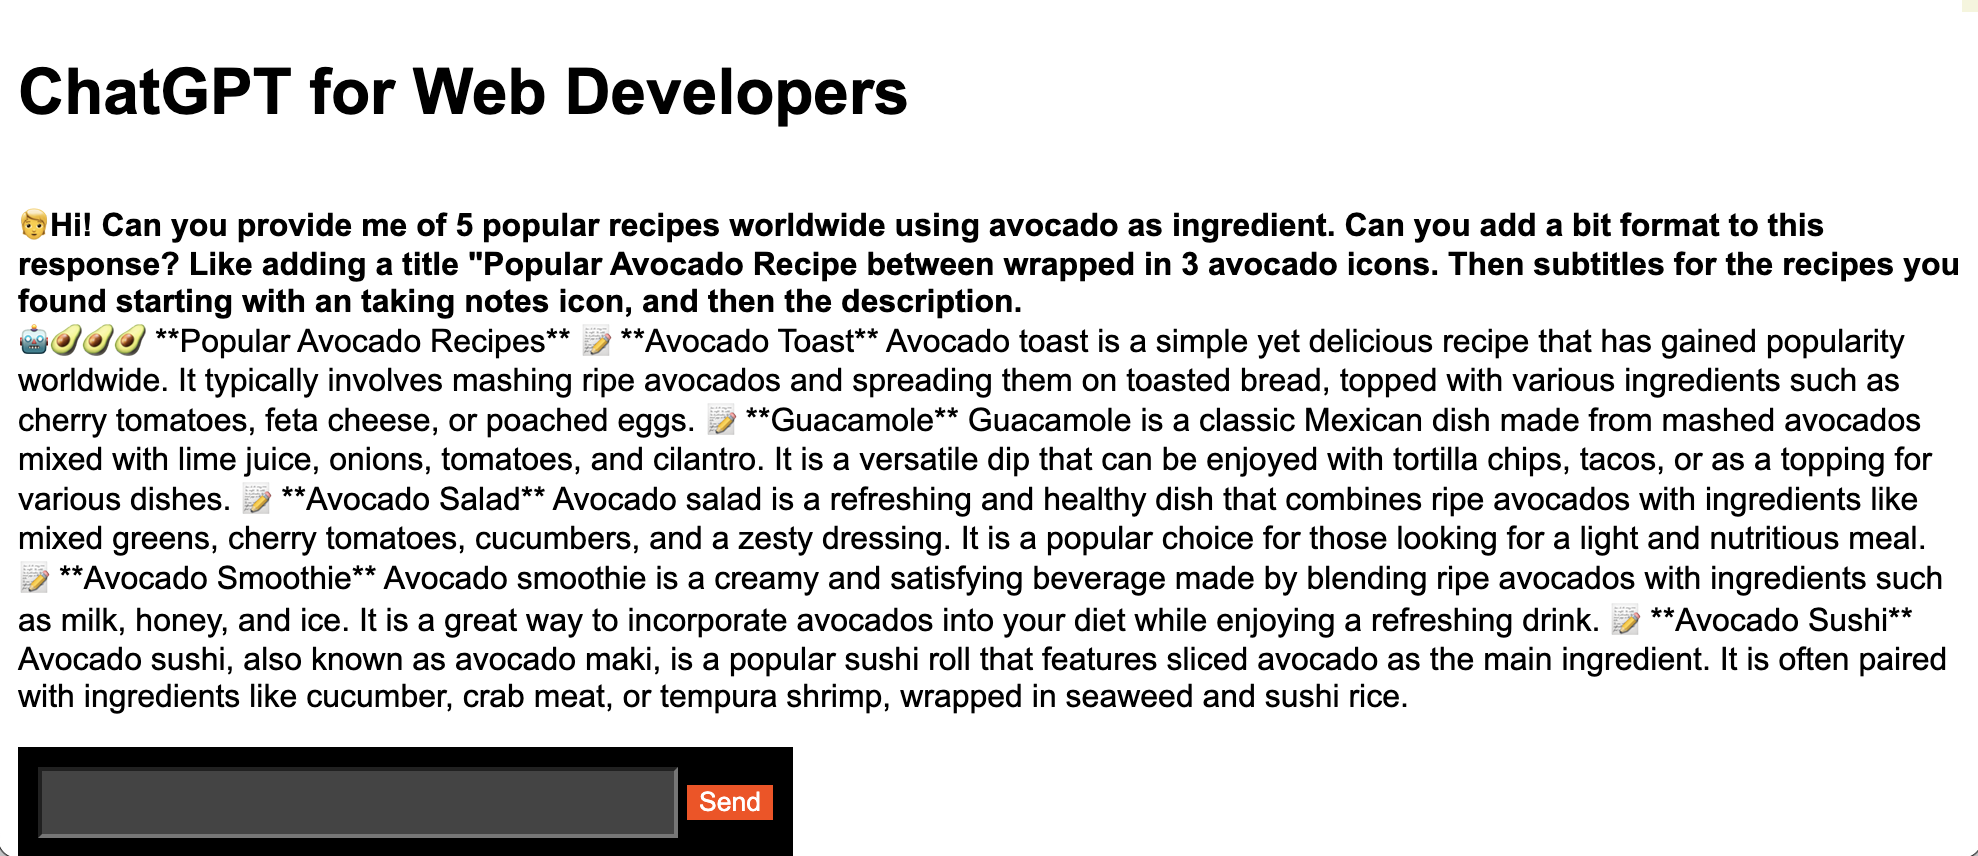 ChatGPT for Web Developers
👨Hi! Can you provide me of 5 popular recipes worldwide using avocado as ingredient. Can you add a bit format to this
response? Like adding a title "Popular Avocado Recipe between wrapped in 3 avocado icons. Then subtitles for the recipes you
found starting with an taking notes icon, and then the description.
🤖🥑🥑🥑 **Popular Avocado Recipes** 📝 **Avocado Toast** Avocado toast is a simple yet delicious recipe that has gained popularity
worldwide. It typically involves mashing ripe avocados and spreading them on toasted bread, topped with various ingredients such as
cherry tomatoes, feta cheese, or poached eggs. 📝 **Guacamole** Guacamole is a classic Mexican dish made from mashed avocados
mixed with lime juice, onions, tomatoes, and cilantro. It is a versatile dip that can be enjoyed with tortilla chips, tacos, or as a topping for
various dishes. 📝 **Avocado Salad** Avocado salad is a refreshing and healthy dish that combines ripe avocados with ingredients like
mixed greens, cherry tomatoes, cucumbers, and a zesty dressing. It is a popular choice for those looking for a light and nutritious meal.
📝 **Avocado Smoothie** Avocado smoothie is a creamy and satisfying beverage made by blending ripe avocados with ingredients such
as milk, honey, and ice. It is a great way to incorporate avocados into your diet while enjoying a refreshing drink. 📝 **Avocado Sushi**
Avocado sushi, also known as avocado maki, is a popular sushi roll that features sliced avocado as the main ingredient. It is often paired
with ingredients like cucumber, crab meat, or tempura shrimp, wrapped in seaweed and sushi rice.
Send